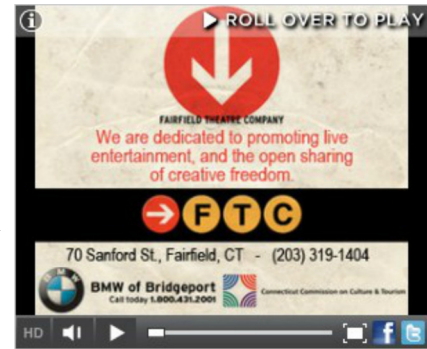 ROLL OVER TO PLAY
FAIRFIELD THEATRE COMPANY
We are dedicated to promoting live
entertainment, and the open sharing
of creative freedom.
F T C
70 Sanford St., Fairfield, CT - (203) 319-1404
BMW
BMW of Bridgeport
Call today 1.800.431.2001
Connecticut Commission on Culture & Tourism
HD